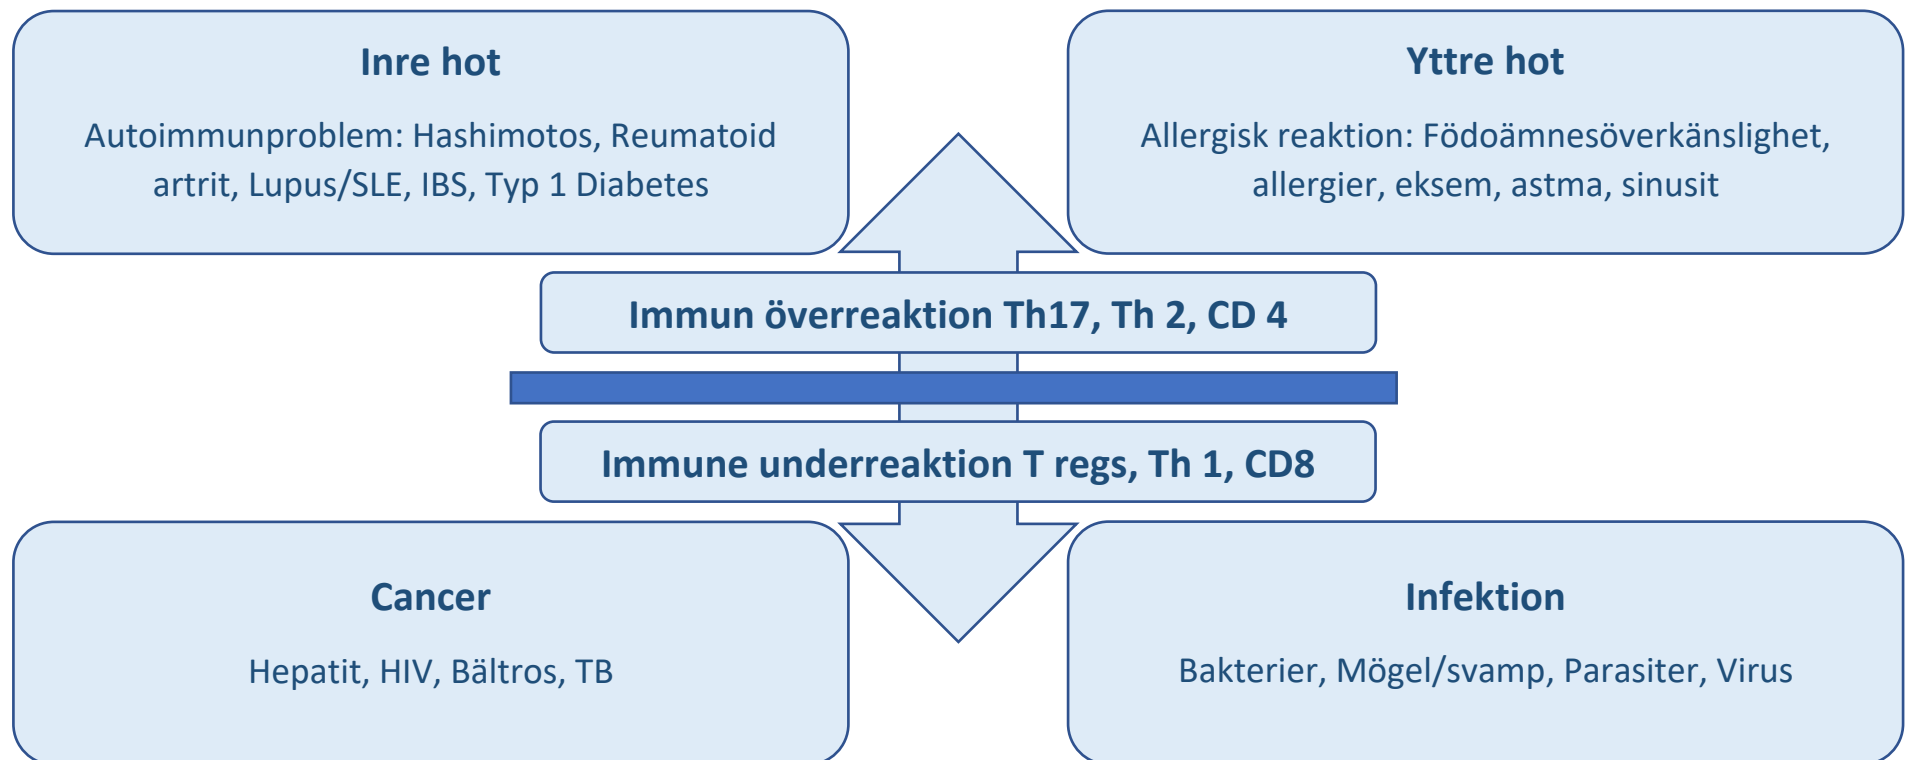 Inre hot
Autoimmunproblem: Hashimotos, Reumatoid
artrit, Lupus/SLE, IBS, Typ 1 Diabetes
Yttre hot
Allergisk reaktion: Födoämnesöverkänslighet,
allergier, eksem, astma, sinusit
Immun överreaktion Th17, Th 2, CD 4
Immune underreaktion T regs, Th 1, CD8
Cancer
Hepatit, HIV, Bältros, TB
Infektion
Bakterier, Mögel/svamp, Parasiter, Virus